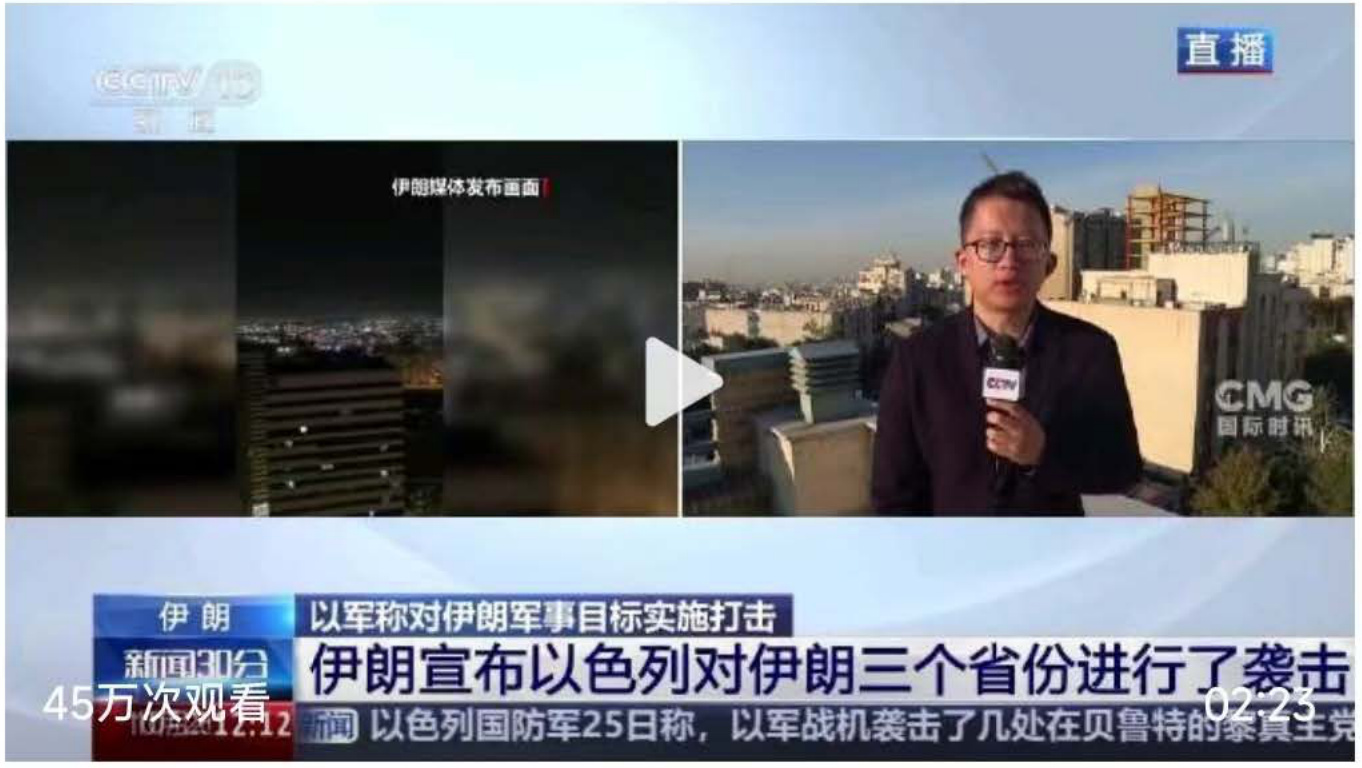 直播
CCTV 13
新闻
伊朗媒体发布画面
CCTV
CMG
国际时讯
伊朗
以军称对伊朗军事目标实施打击
新闻30分
伊朗宣布以色列对伊朗三个省份进行了袭击
45万次观看
02:23
12:12
新闻
以色列国防军25日称，以军战机袭击了几处在贝鲁特的黎真主党